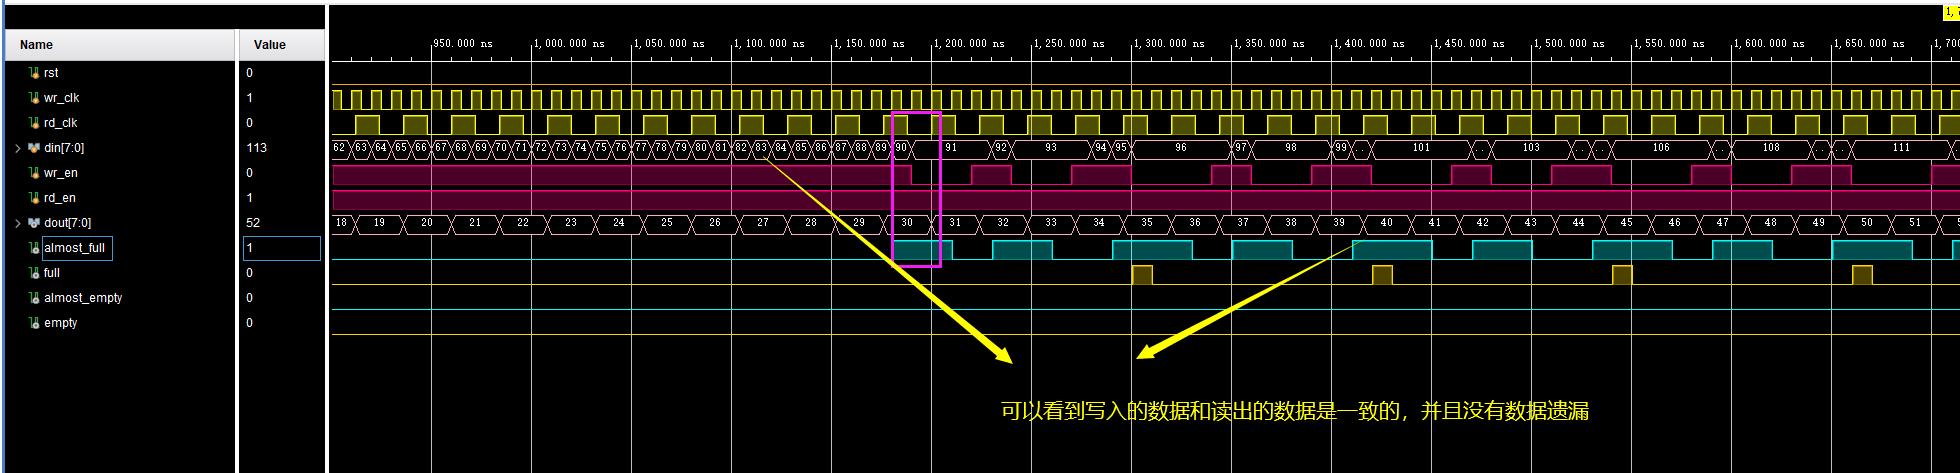 1,7
Name Value
950.000 ns 1,000.000 ns 1,050.000 ns 1,100.000 ns 1,150.000 ns 1,200.000 ns 1,250.000 ns 1,300.000 ns 1,350.000 ns 1,400.000 ns 1,450.000 ns 1,500.000 ns 1,550.000 ns 1,600.000 ns 1,650.000 ns 1,700
rst 0
wr_clk 1
rd_clk 0
din[7:0] 113 62 63 64 65 66 67 68 69 70 71 72 73 74 75 76 77 78 79 80 81 82 83 84 85 86 87 88 89 90 91 92 93 94 95 96 97 98 99 .. 101 .. 103 .. .. 106 .. 108 .. .. 111
wr_en 0
rd_en 1
dout[7:0] 52 18 19 20 21 22 23 24 25 26 27 28 29 30 31 32 33 34 35 36 37 38 39 40 41 42 43 44 45 46 47 48 49 50 51
almost_full 1
full 0
almost_empty 0
empty 0
可以看到写入的数据和读出的数据是一致的，并且没有数据遗漏